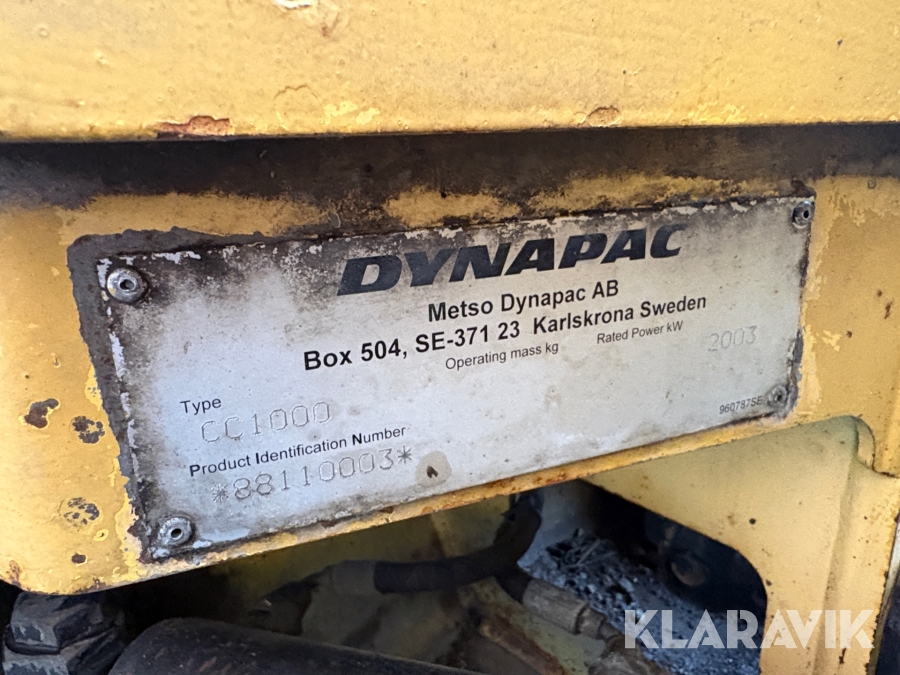 DYNAPAC
Metso Dynapac AB
Box 504, SE-371 23 Karlskrona Sweden
Operating mass kg Rated Power kW
2003
Type
CC1000
960787SE
Product Identification Number
*88110003*
KLARAVIK